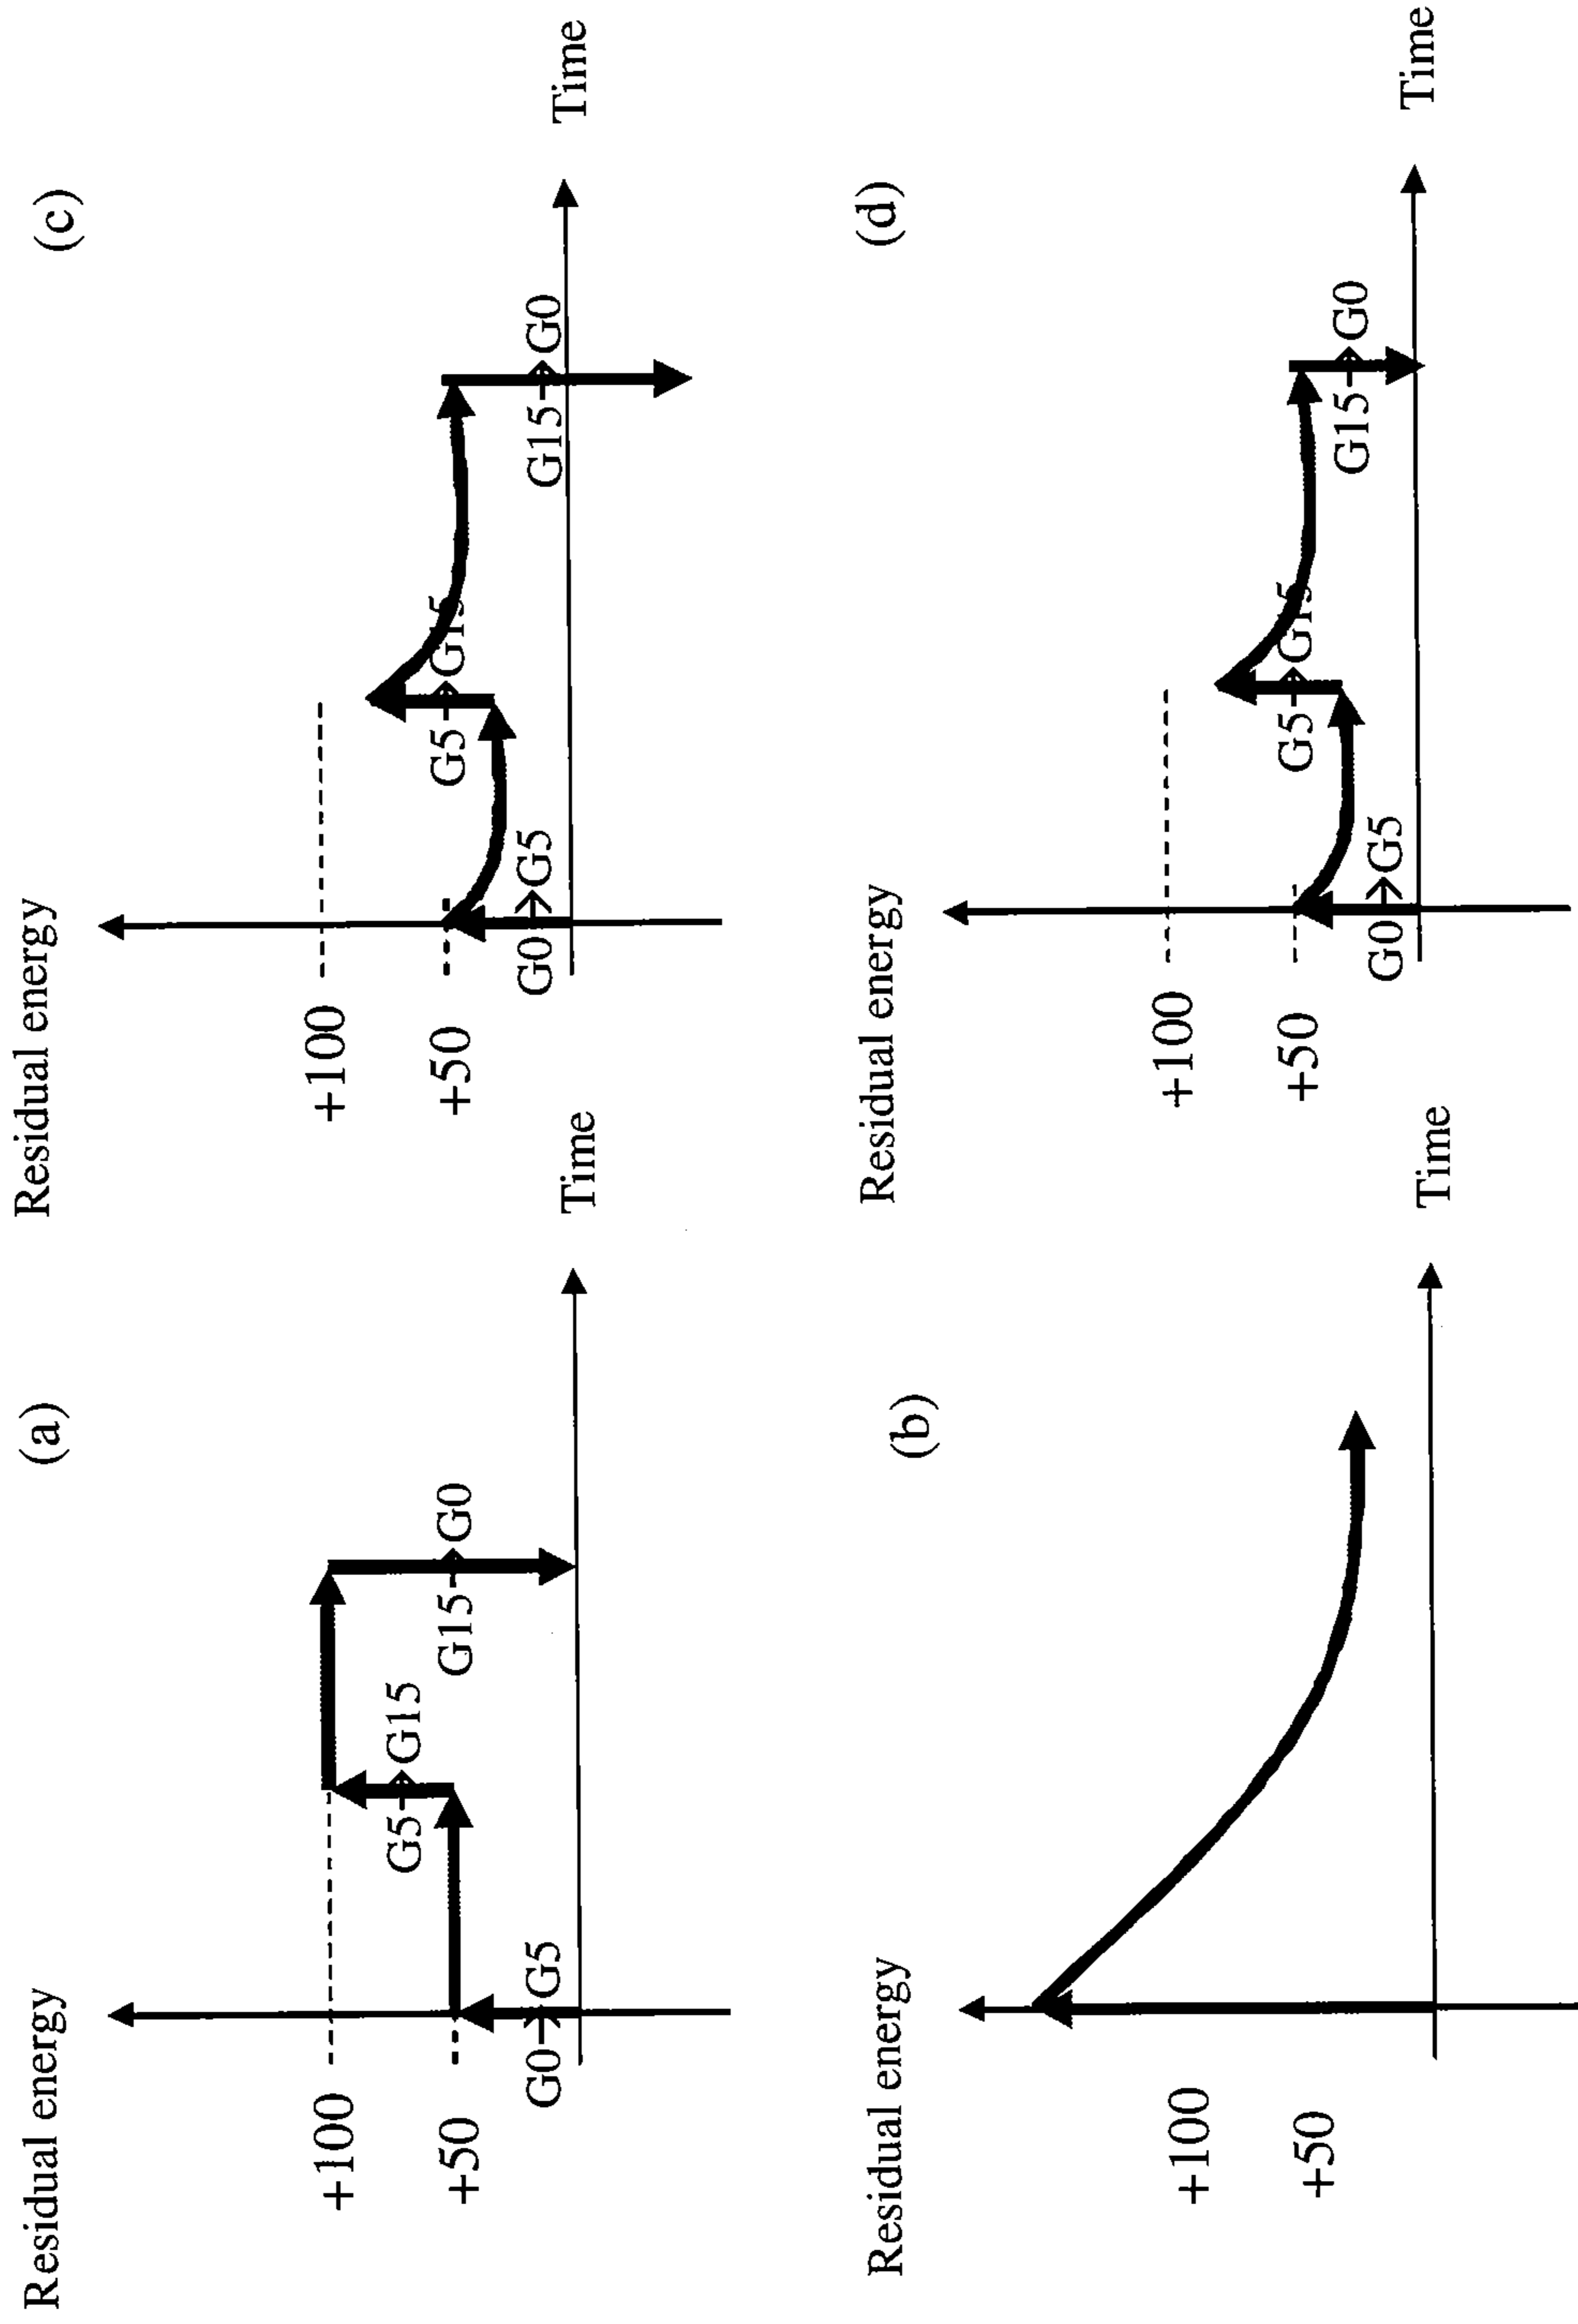 (a)
Residual energy
+100
+50
G0→G5
G5→G15
G15→G0
Time
(b)
Residual energy
+100
+50
Time
(c)
Residual energy
+100
+50
G0→G5
G5→G15
G15→G0
Time
(d)
Residual energy
+100
+50
G0→G5
G5→G15
G15→G0
Time